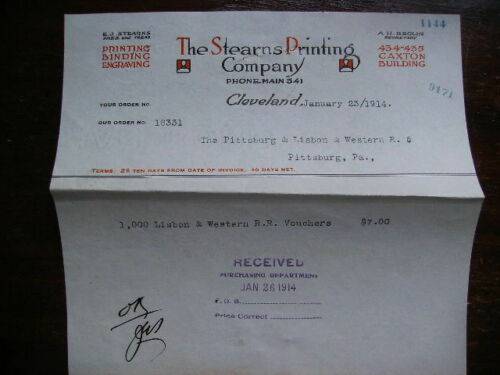 1144
E.J. STEARNS
PRES. AND TREAS.
A.H. BROLIN
SECRETARY
PRINTING
BINDING
ENGRAVING
The Stearns Printing
Company
PHONE, MAIN 541
434-435
CAXTON
BUILDING
Cleveland, January 23/1914.
YOUR ORDER NO.
OUR ORDER NO. 18331
The Pittsburg & Lisbon & Western R. R
Pittsburg, Pa.,
TERMS: 2% TEN DAYS FROM DATE OF INVOICE. 30 DAYS NET.
1,000 Lisbon & Western R.R. Vouchers $7.00
RECEIVED
PURCHASING DEPARTMENT
JAN 26 1914
F. O. B.
Price Correct
OK